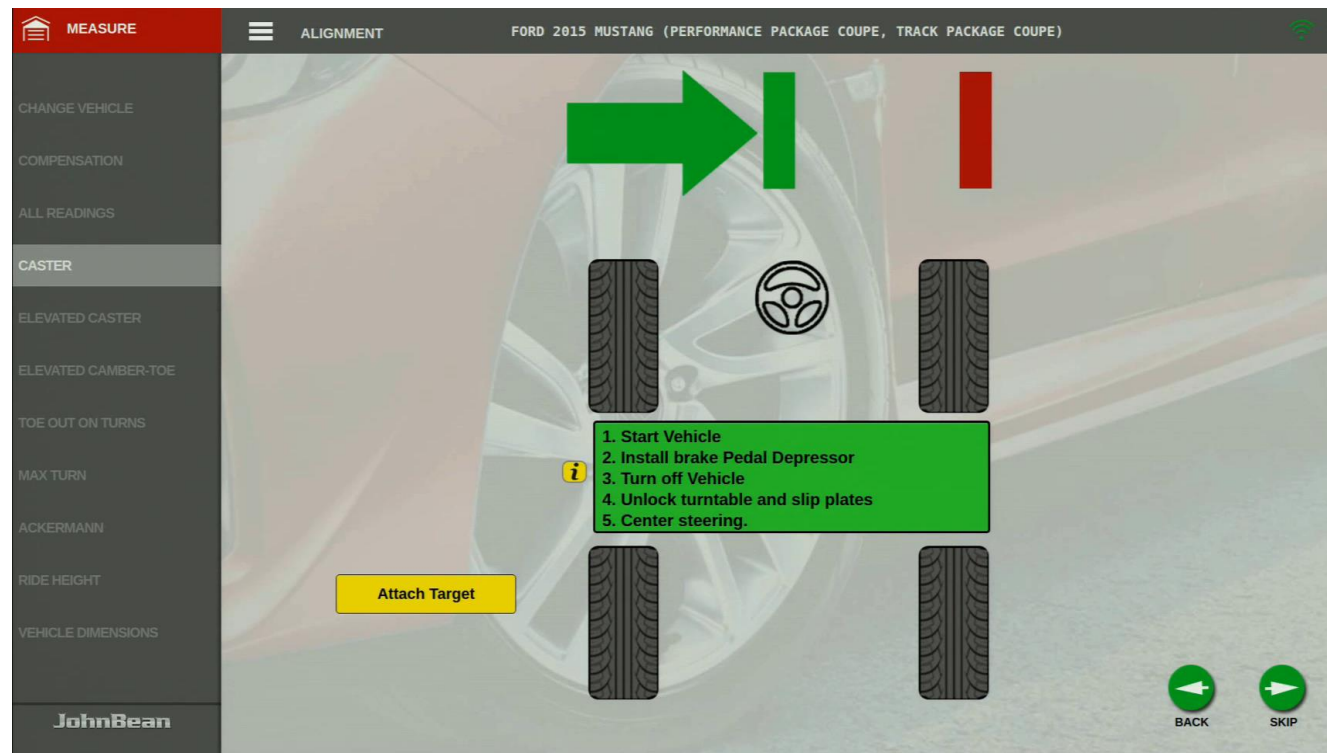 MEASURE
ALIGNMENT
FORD 2015 MUSTANG (PERFORMANCE PACKAGE COUPE, TRACK PACKAGE COUPE)
CHANGE VEHICLE
COMPENSATION
ALL READINGS
CASTER
ELEVATED CASTER
ELEVATED CAMBER-TOE
TOE OUT ON TURNS
MAX TURN
ACKERMANN
RIDE HEIGHT
VEHICLE DIMENSIONS
JohnBean
1. Start Vehicle
2. Install brake Pedal Depressor
3. Turn off Vehicle
4. Unlock turntable and slip plates
5. Center steering.
i
Attach Target
BACK
SKIP